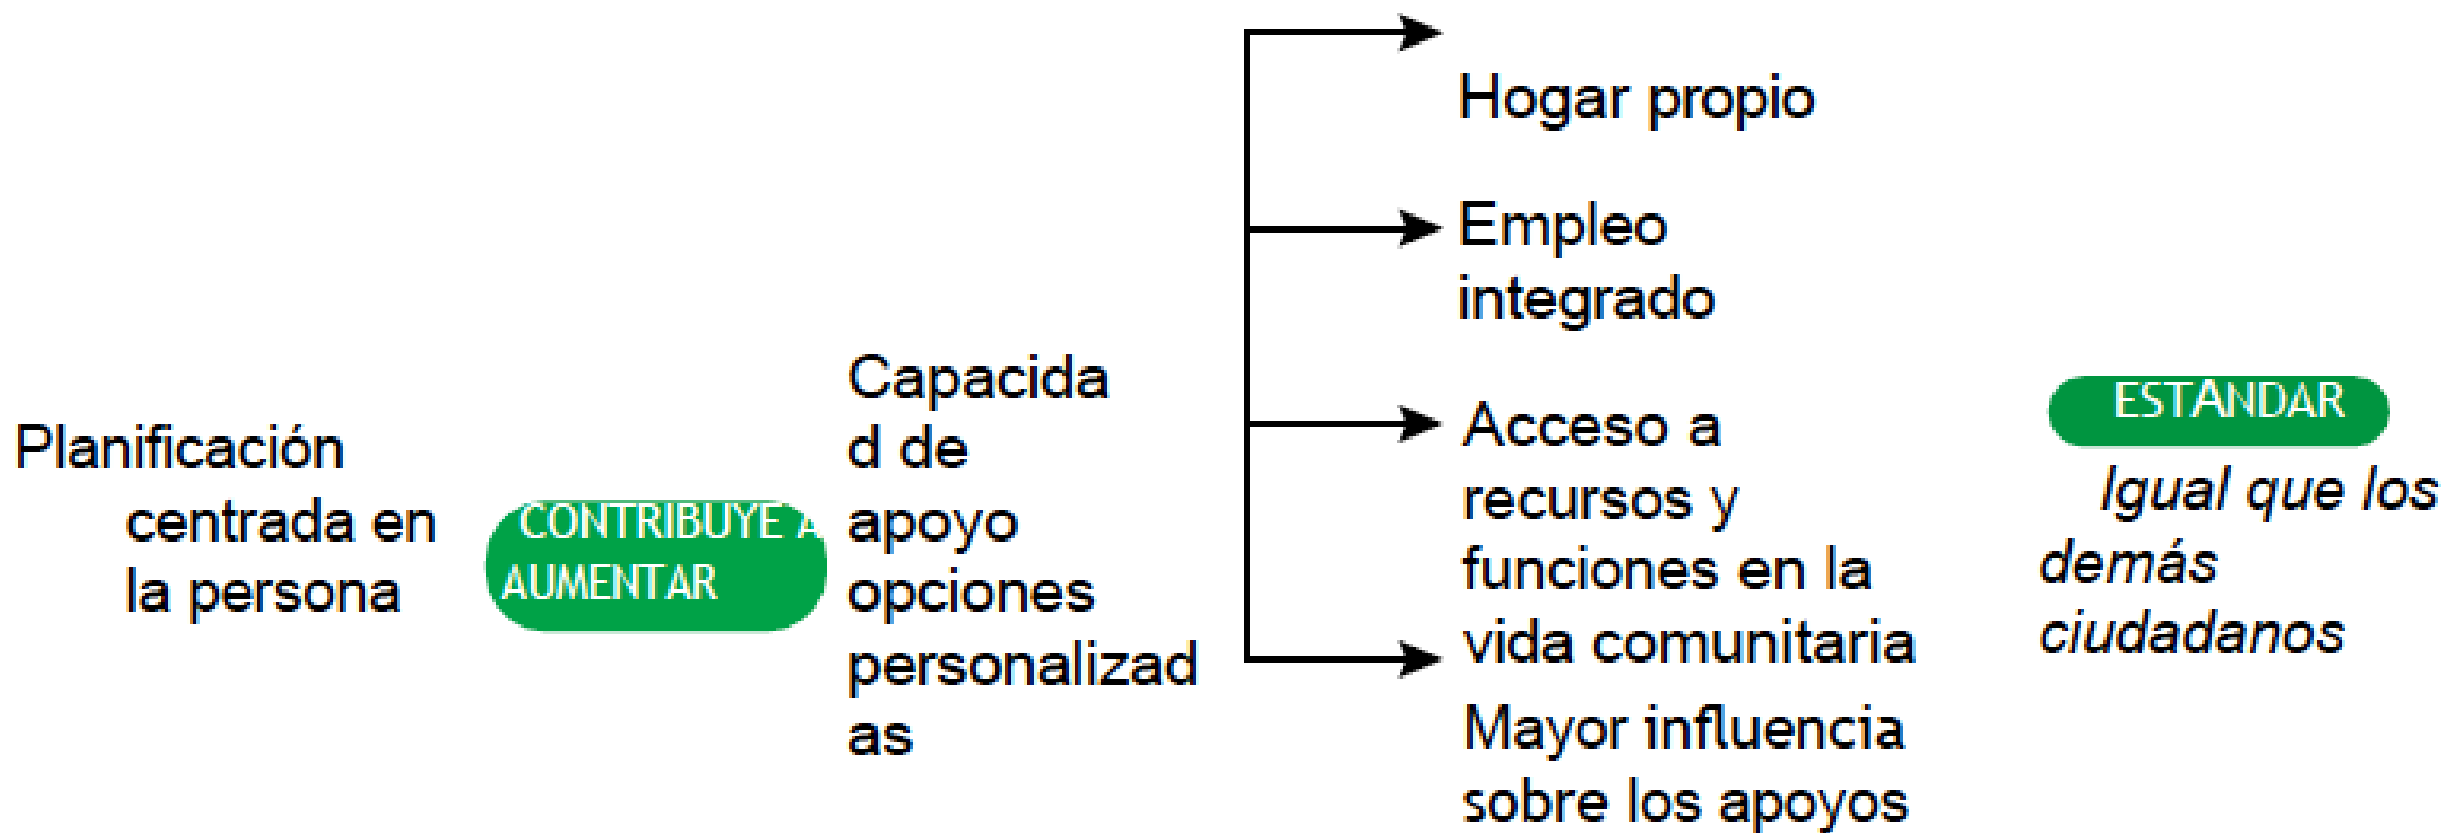 Planificación
centrada en
la persona
CONTRIBUYE A
AUMENTAR
Capacida
d de
apoyo
opciones
personalizad
as
Hogar propio
Empleo
integrado
Acceso a
recursos y
funciones en la
vida comunitaria
Mayor influencia
sobre los apoyos
ESTANDAR
Igual que los
demás
ciudadanos